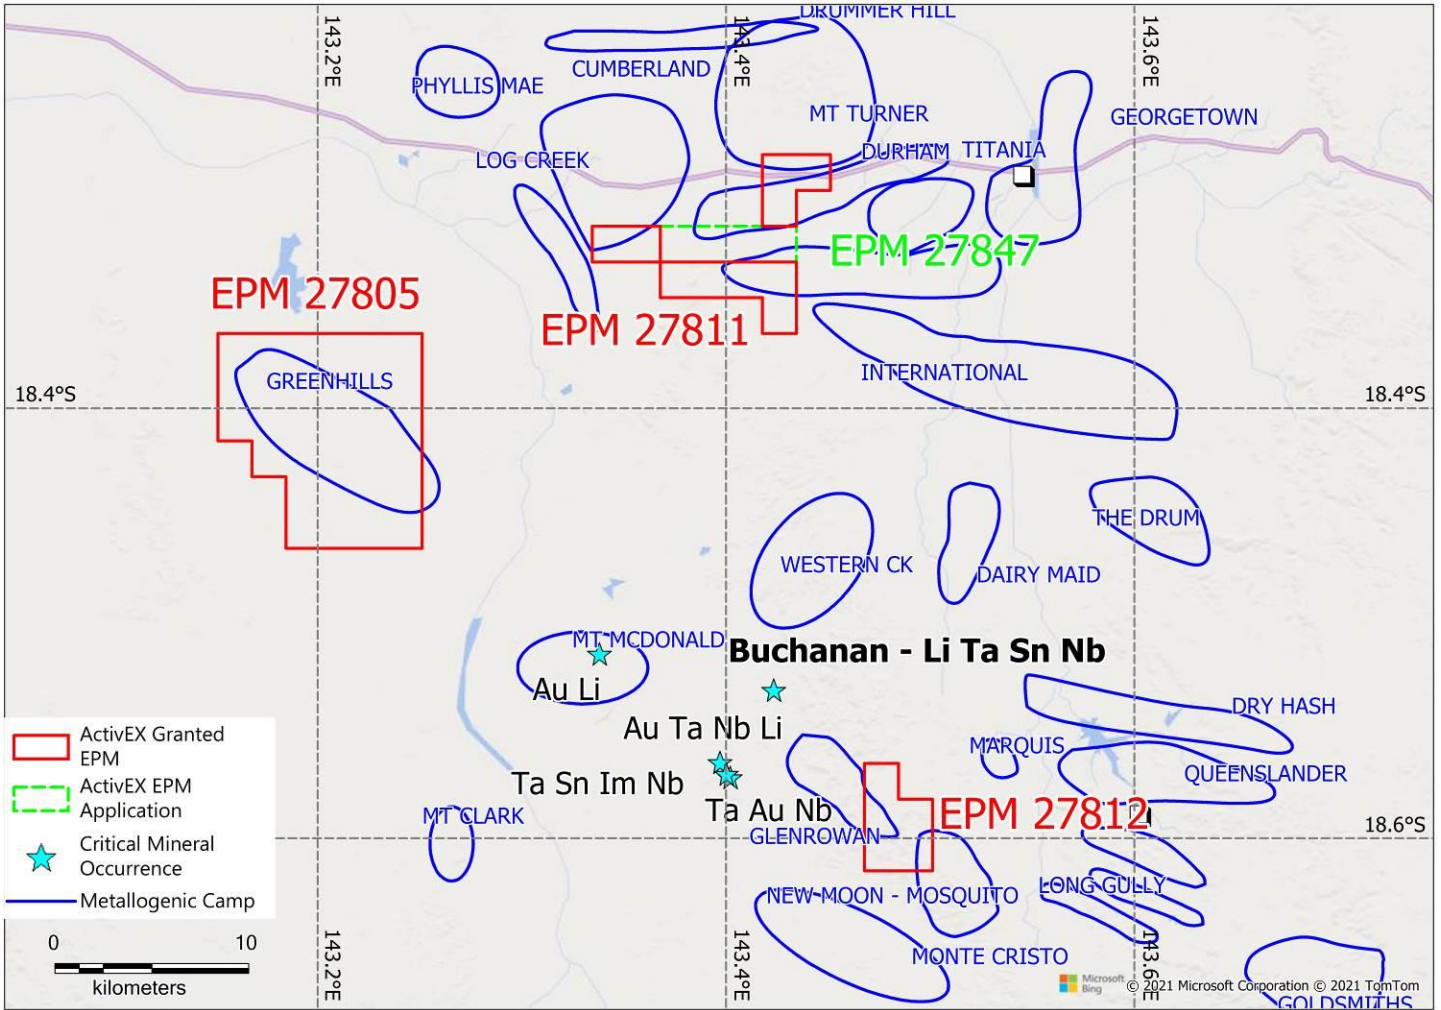 DRUMMER HILL
143.2°E
143.4°E
143.6°E
CUMBERLAND
PHYLLIS MAE
MT TURNER
GEORGETOWN
LOG CREEK
DURHAM
TITANIA
EPM 27847
EPM 27805
EPM 27811
GREENHILLS
INTERNATIONAL
18.4°S
18.4°S
THE DRUM
WESTERN CK
DAIRY MAID
MT MCDONALD
Buchanan - Li Ta Sn Nb
Au Li
DRY HASH
Au Ta Nb Li
MARQUIS
QUEENSLANDER
Ta Sn Im Nb
Ta Au Nb
EPM 27812
MT CLARK
GLENROWAN
18.6°S
LONG GULLY
NEW MOON - MOSQUITO
MONTE CRISTO
ActivEX Granted
EPM
ActivEX EPM
Application
Critical Mineral
Occurrence
Metallogenic Camp
0 10
kilometers
143.2°E
143.4°E
143.6°E
Microsoft
Bing
© 2021 Microsoft Corporation © 2021 TomTom
GOLDSMITHS